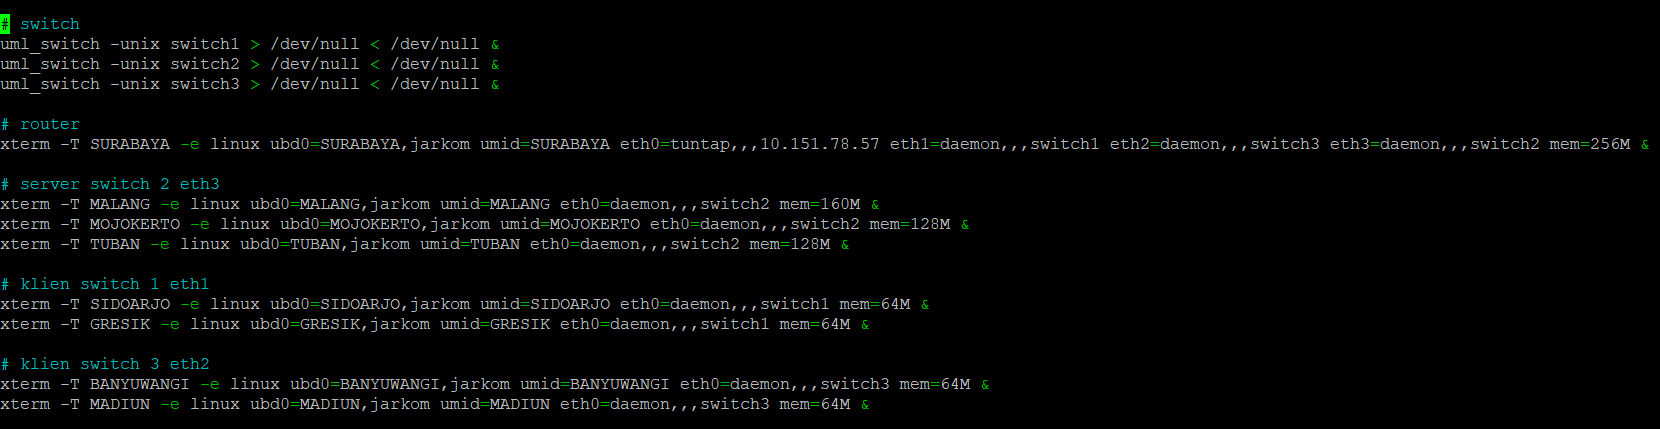 # switch
uml_switch -unix switch1 > /dev/null < /dev/null &
uml_switch -unix switch2 > /dev/null < /dev/null &
uml_switch -unix switch3 > /dev/null < /dev/null &
# router
xterm -T SURABAYA -e linux ubd0=SURABAYA,jarkom umid=SURABAYA eth0=tuntap,,,10.151.78.57 eth1=daemon,,,switch1 eth2=daemon,,,switch3 eth3=daemon,,,switch2 mem=256M &
# server switch 2 eth3
xterm -T MALANG -e linux ubd0=MALANG,jarkom umid=MALANG eth0=daemon,,,switch2 mem=160M &
xterm -T MOJOKERTO -e linux ubd0=MOJOKERTO,jarkom umid=MOJOKERTO eth0=daemon,,,switch2 mem=128M &
xterm -T TUBAN -e linux ubd0=TUBAN,jarkom umid=TUBAN eth0=daemon,,,switch2 mem=128M &
# klien switch 1 eth1
xterm -T SIDOARJO -e linux ubd0=SIDOARJO,jarkom umid=SIDOARJO eth0=daemon,,,switch1 mem=64M &
xterm -T GRESIK -e linux ubd0=GRESIK,jarkom umid=GRESIK eth0=daemon,,,switch1 mem=64M &
# klien switch 3 eth2
xterm -T BANYUWANGI -e linux ubd0=BANYUWANGI,jarkom umid=BANYUWANGI eth0=daemon,,,switch3 mem=64M &
xterm -T MADIUN -e linux ubd0=MADIUN,jarkom umid=MADIUN eth0=daemon,,,switch3 mem=64M &